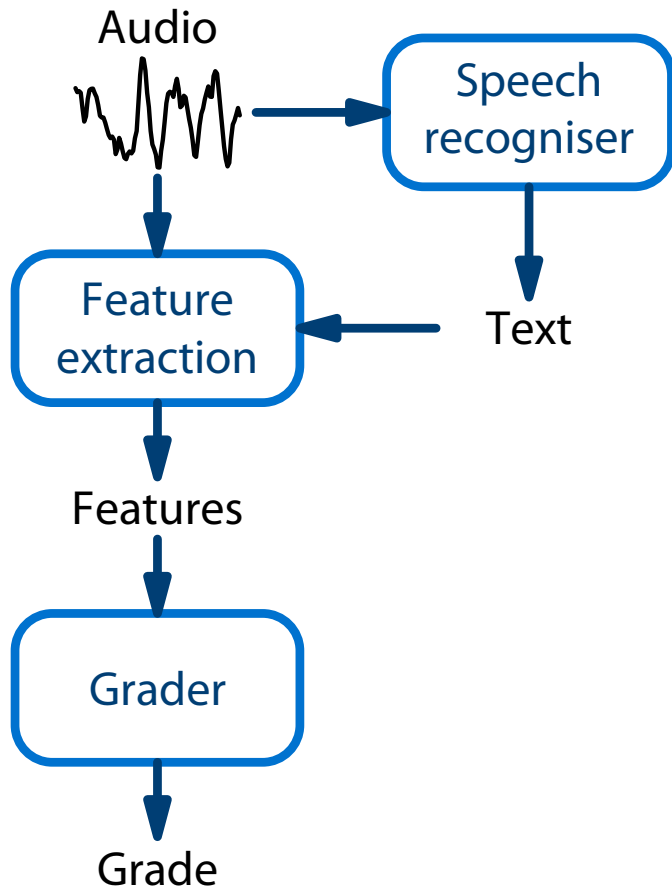 Audio
Speech
recogniser
Text
Feature
extraction
Features
Grader
Grade